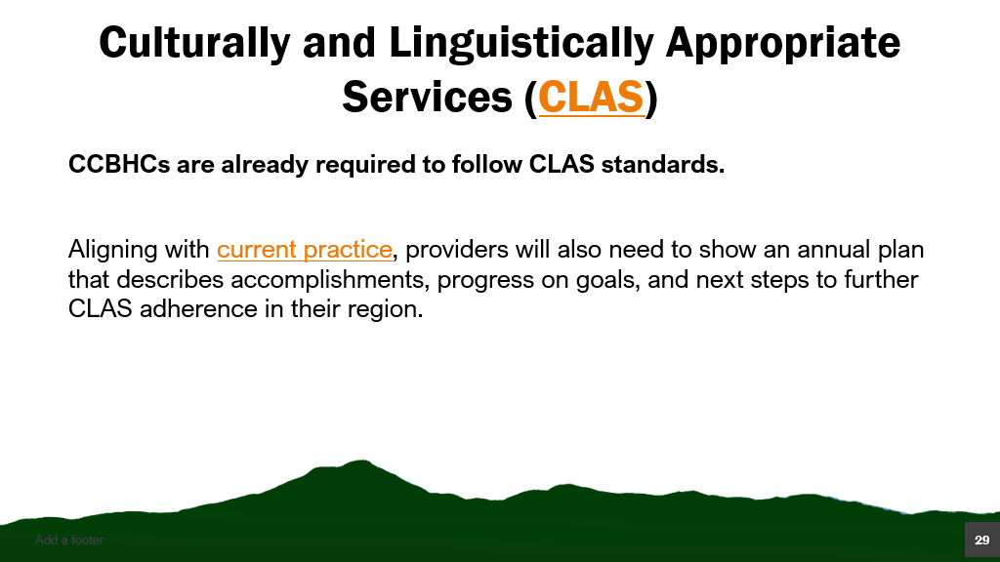 Culturally and Linguistically Appropriate
Services (CLAS)
CCBHCs are already required to follow CLAS standards.
Aligning with current practice, providers will also need to show an annual plan
that describes accomplishments, progress on goals, and next steps to further
CLAS adherence in their region.
Add a footer
29